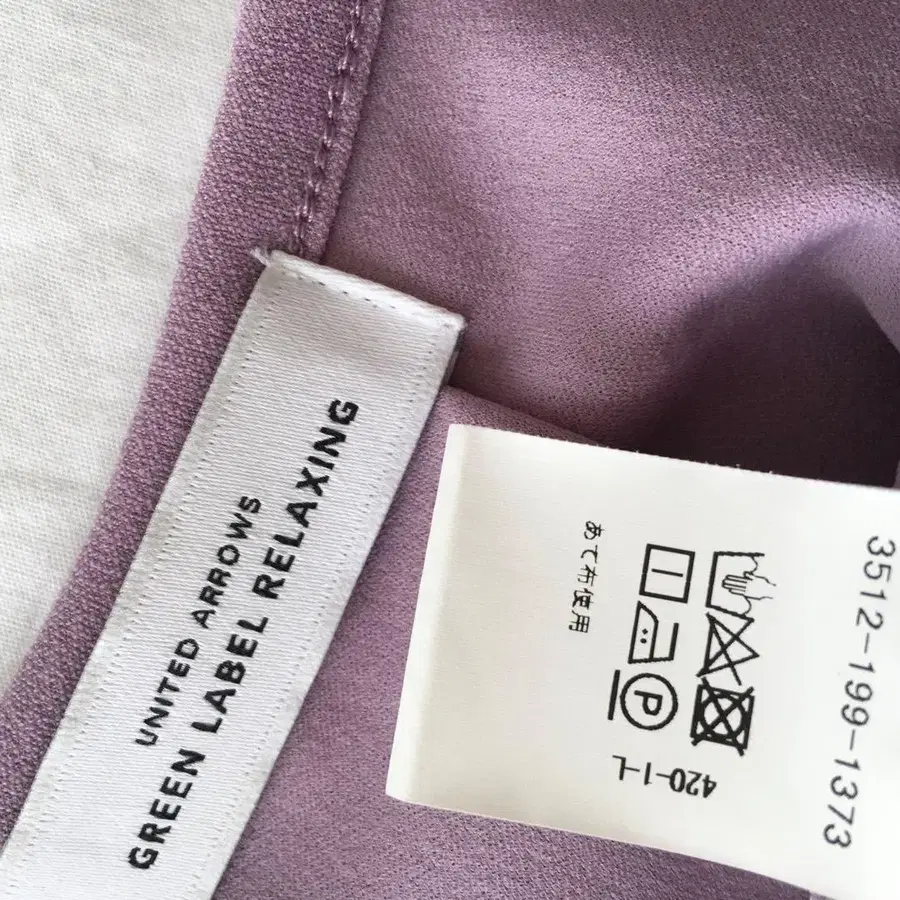 UNITED ARROWS
GREEN LABEL RELAXING
3512-199-1373
P
あて布使用
420-1-L